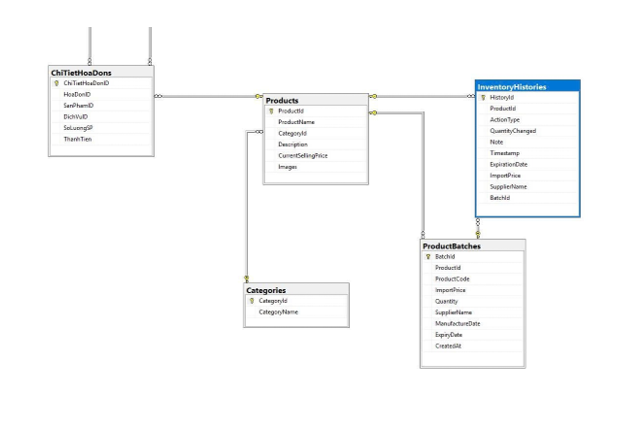 ChiTietHoaDons
ChiTietHoaDonID
HoaDonID
SanPhamID
DichVuID
SoLuongSP
ThanhTien
Products
ProductId
ProductName
CategoryId
Description
CurrentSellingPrice
Images
InventoryHistories
HistoryId
ProductId
ActionType
QuantityChanged
Note
Timestamp
ExpirationDate
ImportPrice
SupplierName
BatchId
ProductBatches
BatchId
ProductId
ProductCode
ImportPrice
Quantity
SupplierName
ManufactureDate
ExpiryDate
CreatedAt
Categories
CategoryId
CategoryName